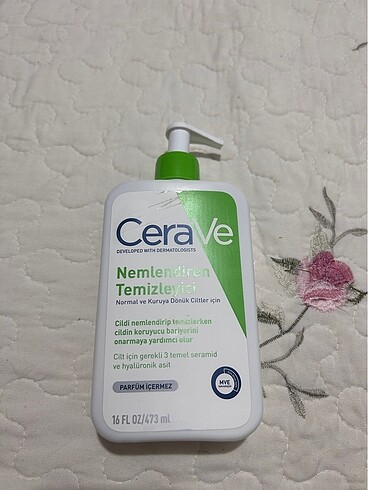 CeraVe
DEVELOPED WITH DERMATOLOGISTS
Nemlendiren
Temizleyici
Normal ve Kuruya Dönük Ciltler için
Cildi nemlendirip temizlerken
cildin koruyucu bariyerini
onarmaya yardımcı olur
Cilt için gerekli 3 temel seramid
ve hyalüronik asit
PARFÜM İÇERMEZ
MVE
16 FL OZ/473 ml